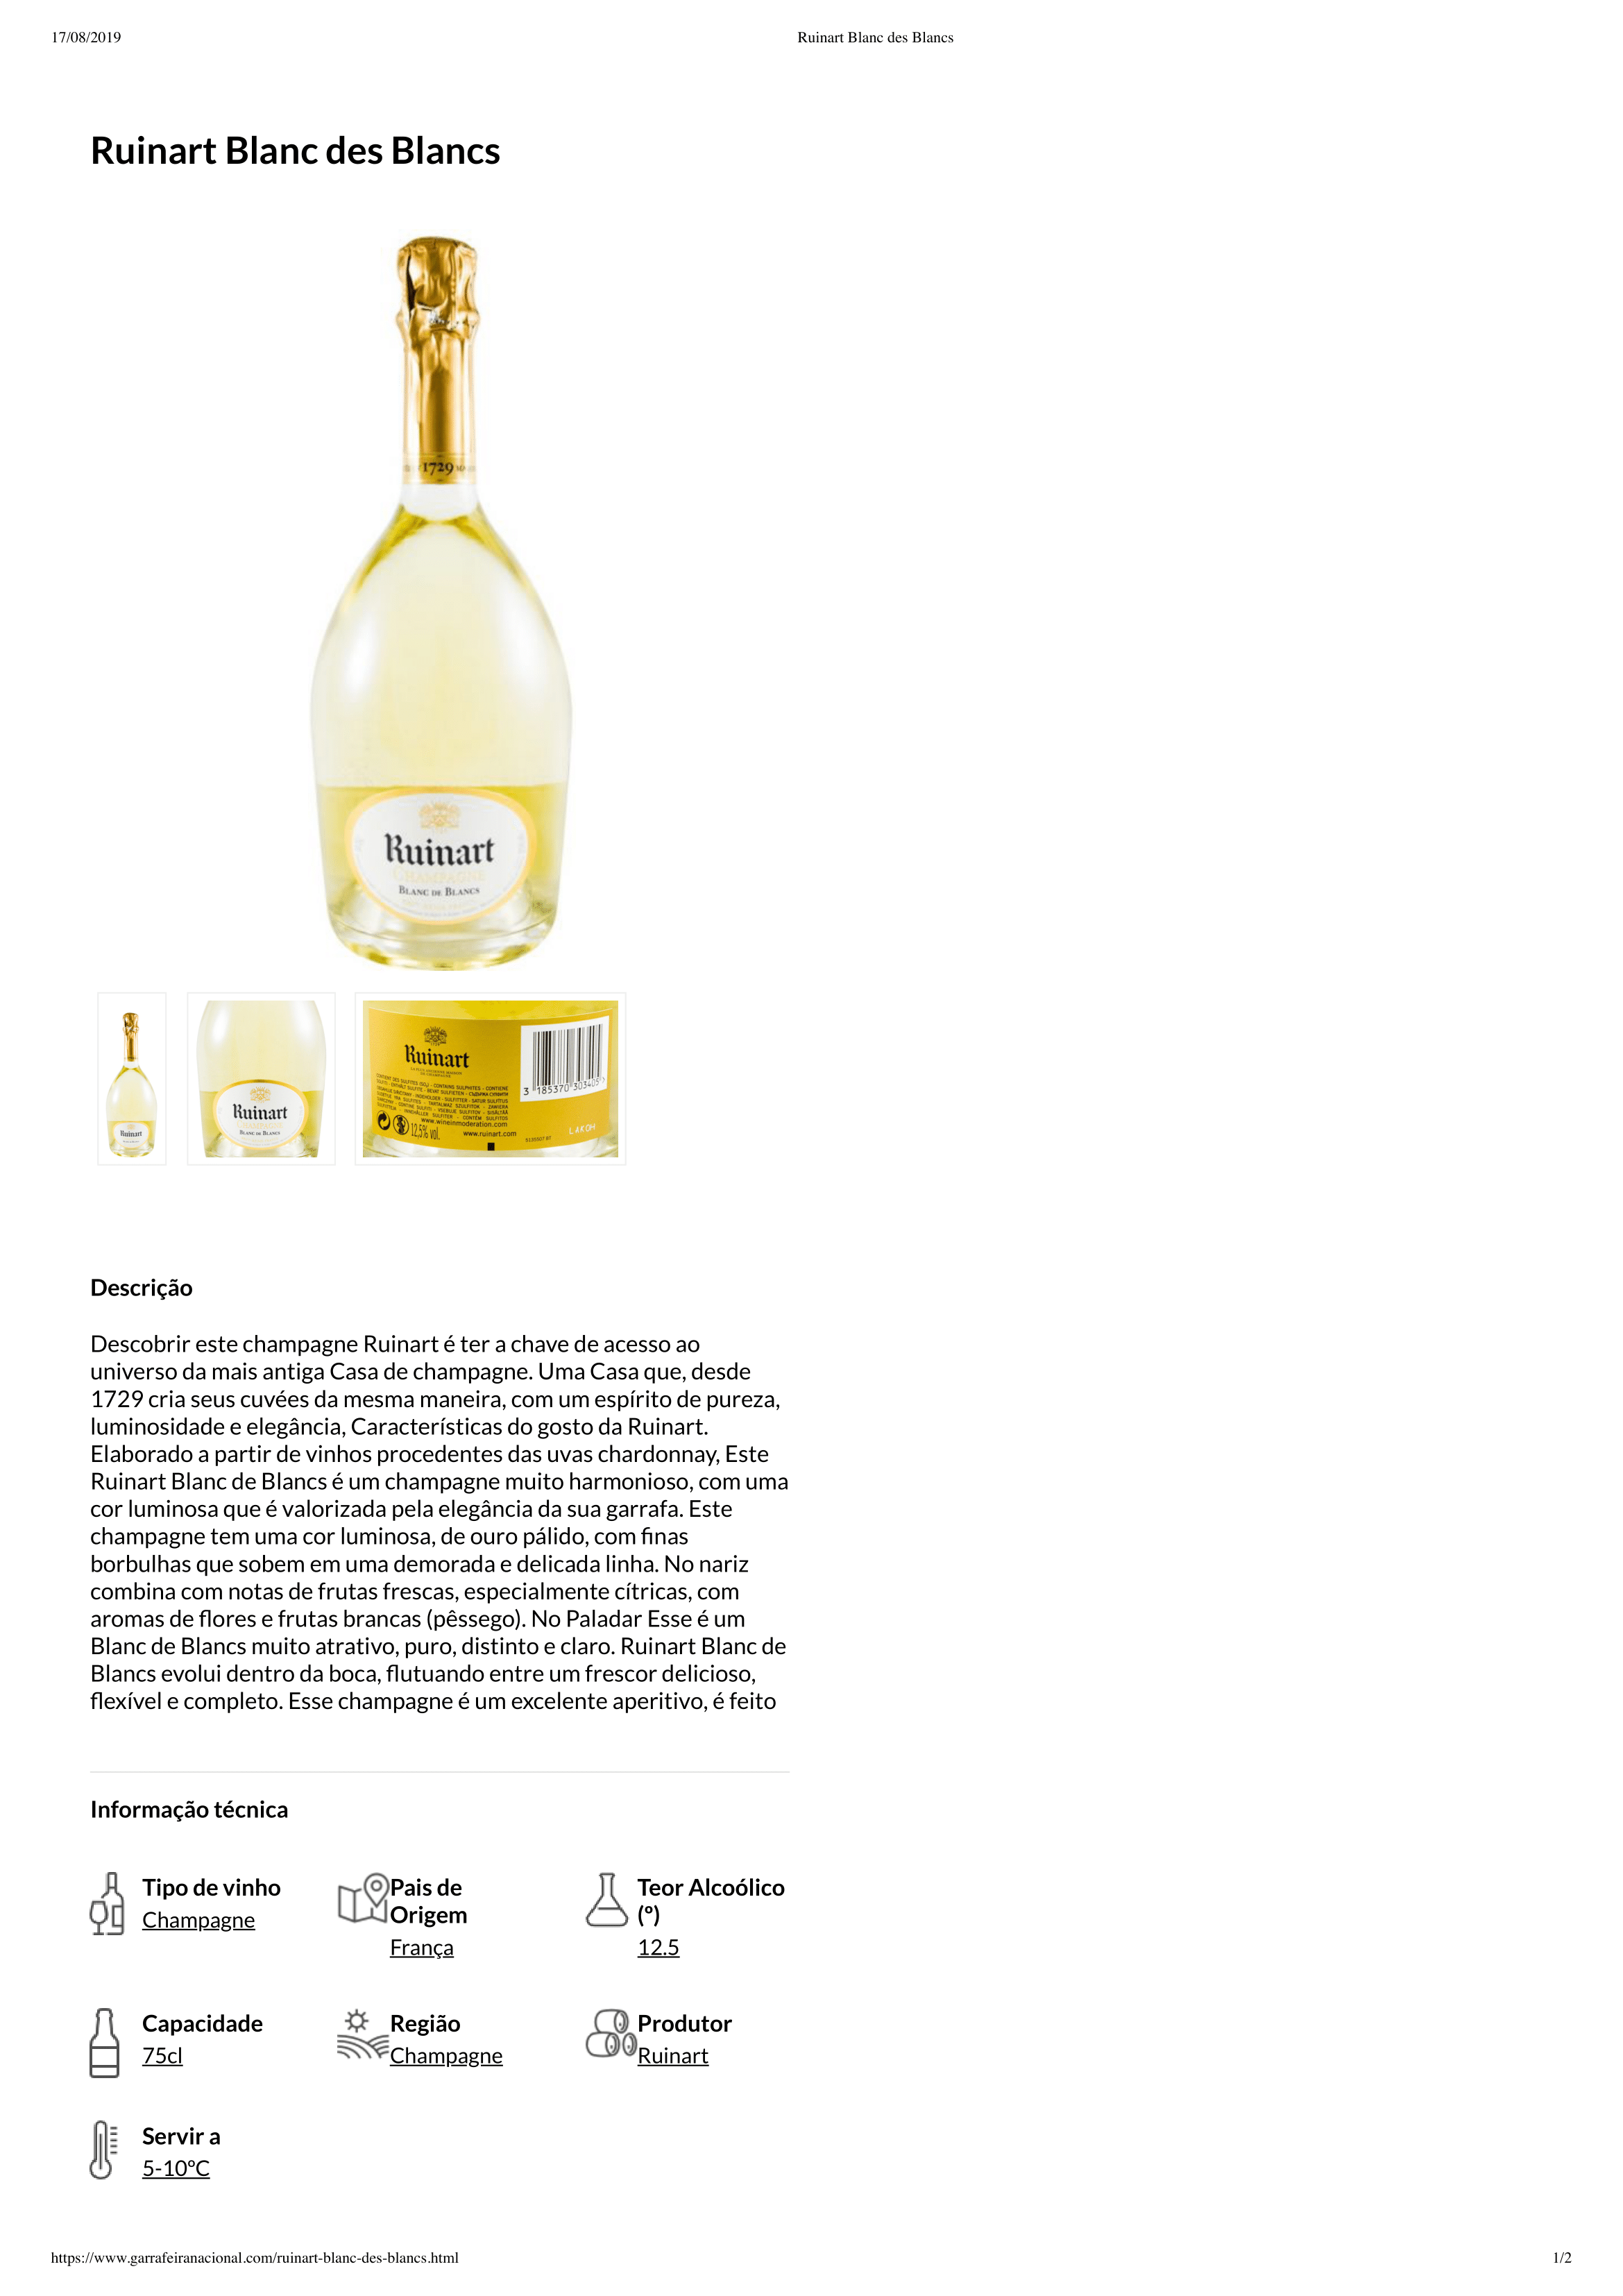 17/08/2019
Ruinart Blanc des Blancs
Ruinart Blanc des Blancs
1729
Ruinart
CHAMPAGNE
BLANC DE BLANCS
Ruinart
Ruinart
CHAMPAGNE
BLANC DE BLANCS
Ruinart
3 185370 303405
www.wineinmoderation.com
12,5% vol.
www.ruinart.com
Descrição
Descobrir este champagne Ruinart é ter a chave de acesso ao
universo da mais antiga Casa de champagne. Uma Casa que, desde
1729 cria seus cuvées da mesma maneira, com um espírito de pureza,
luminosidade e elegância, Características do gosto da Ruinart.
Elaborado a partir de vinhos procedentes das uvas chardonnay, Este
Ruinart Blanc de Blancs é um champagne muito harmonioso, com uma
cor luminosa que é valorizada pela elegância da sua garrafa. Este
champagne tem uma cor luminosa, de ouro pálido, com finas
borbulhas que sobem em uma demorada e delicada linha. No nariz
combina com notas de frutas frescas, especialmente cítricas, com
aromas de flores e frutas brancas (pêssego). No Paladar Esse é um
Blanc de Blancs muito atrativo, puro, distinto e claro. Ruinart Blanc de
Blancs evolui dentro da boca, flutuando entre um frescor delicioso,
flexível e completo. Esse champagne é um excelente aperitivo, é feito
Informação técnica
Tipo de vinho
Champagne
Pais de
Origem
França
Teor Alcoólico
(º)
12.5
Capacidade
75cl
Região
Champagne
Produtor
Ruinart
Servir a
5-10ºC
https://www.garrafeiranacional.com/ruinart-blanc-des-blancs.html
1/2